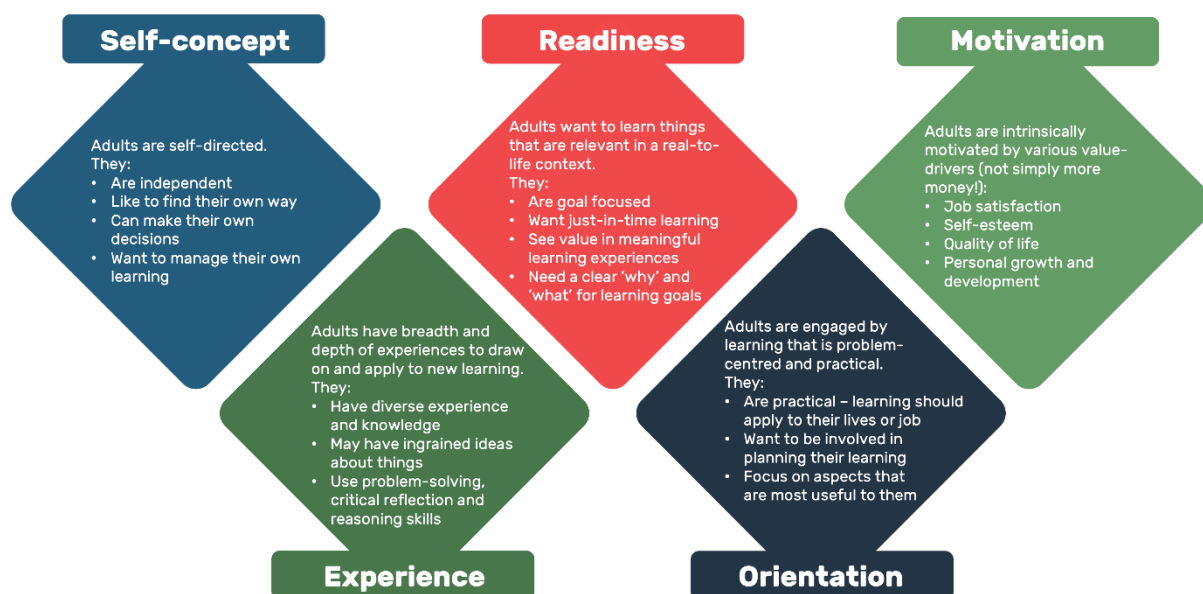 Self-concept
Adults are self-directed.
They:
• Are independent
• Like to find their own way
• Can make their own
decisions
• Want to manage their own
learning
Experience
Adults have breadth and
depth of experiences to draw
on and apply to new learning.
They:
• Have diverse experience
and knowledge
• May have ingrained ideas
about things
• Use problem-solving,
critical reflection and
reasoning skills
Readiness
Adults want to learn things
that are relevant in a real-to-
life context.
They:
• Are goal focused
• Want just-in-time learning
• See value in meaningful
learning experiences
• Need a clear ‘why’ and
‘what’ for learning goals
Orientation
Adults are engaged by
learning that is problem-
centred and practical.
They:
• Are practical – learning should
apply to their lives or job
• Want to be involved in
planning their learning
• Focus on aspects that
are most useful to them
Motivation
Adults are intrinsically
motivated by various value-
drivers (not simply more
money!):
• Job satisfaction
• Self-esteem
• Quality of life
• Personal growth and
development